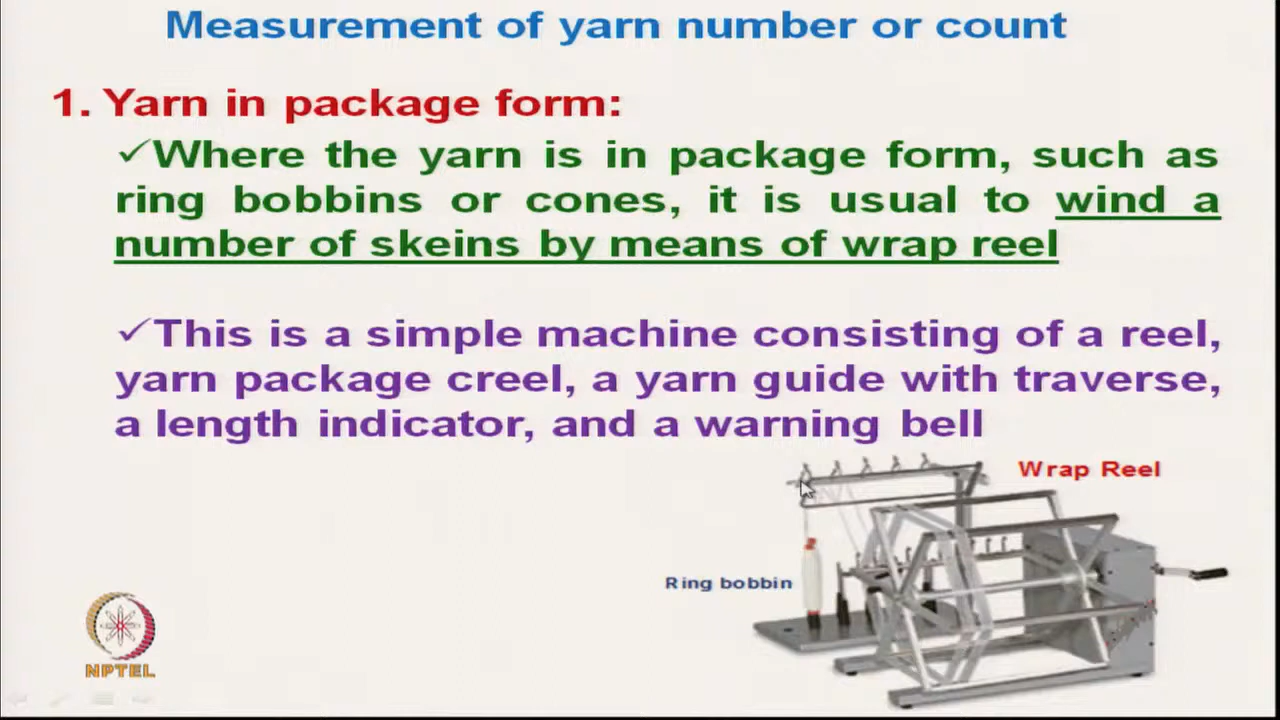 Measurement of yarn number or count
1. Yarn in package form:
✓Where the yarn is in package form, such as
ring bobbins or cones, it is usual to wind a
number of skeins by means of wrap reel
✓This is a simple machine consisting of a reel,
yarn package creel, a yarn guide with traverse,
a length indicator, and a warning bell
Wrap Reel
Ring bobbin
NPTEL